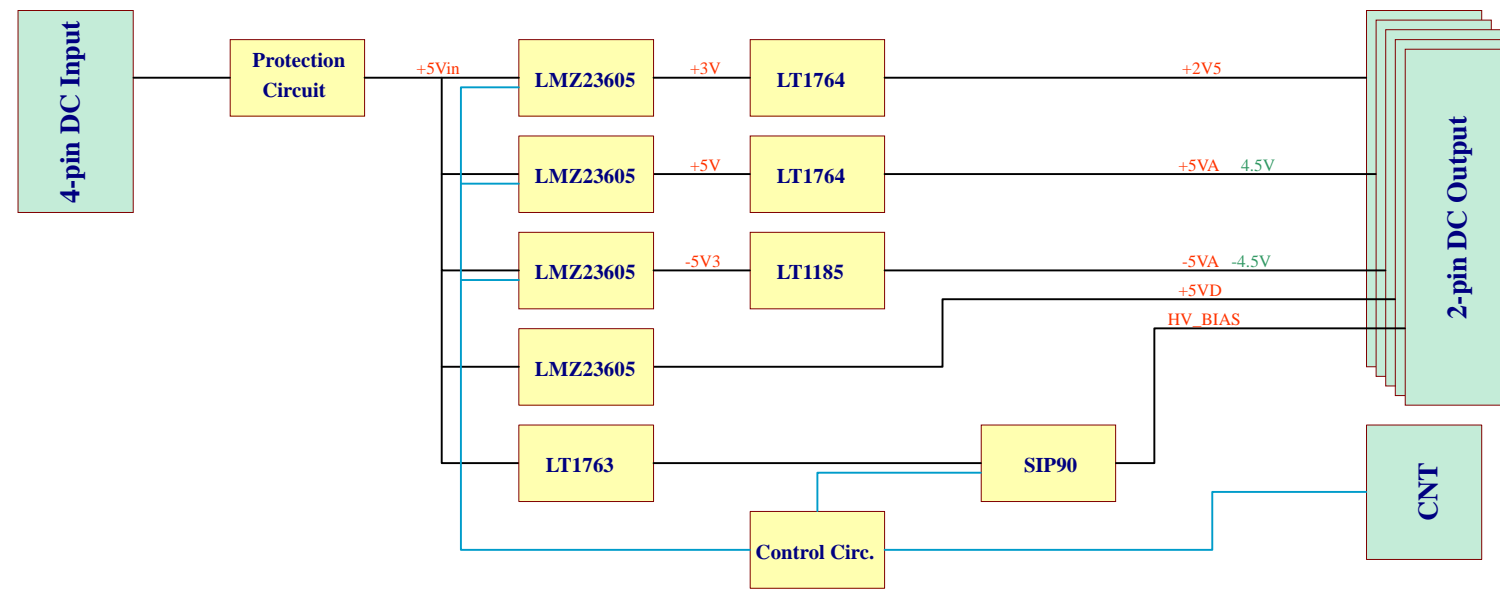 4-pin DC Input
Protection
Circuit
+5Vin
LMZ23605
+3V
LT1764
+2V5
LMZ23605
+5V
LT1764
+5VA
4.5V
LMZ23605
-5V3
LT1185
-5VA
-4.5V
+5VD
HV_BIAS
LMZ23605
2-pin DC Output
LT1763
SIP90
CNT
Control Circ.